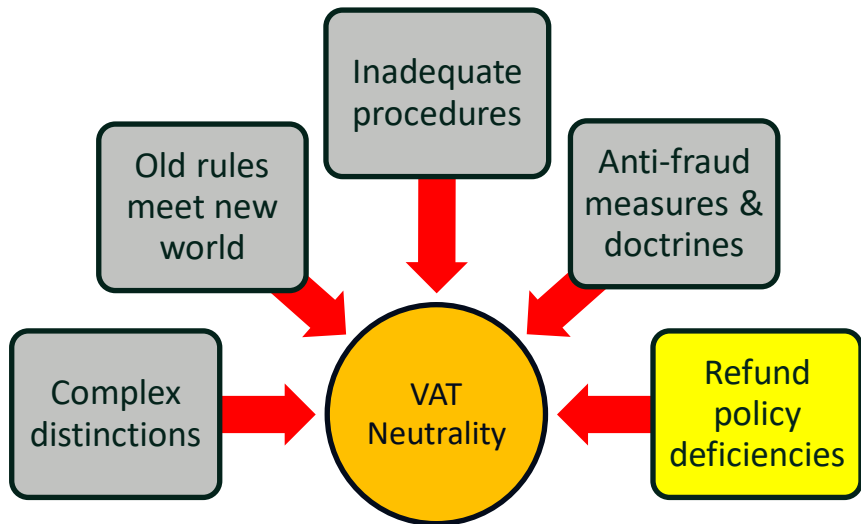 Inadequate
procedures
Old rules
meet new
world
Anti-fraud
measures &
doctrines
Complex
distinctions
VAT
Neutrality
Refund
policy
deficiencies